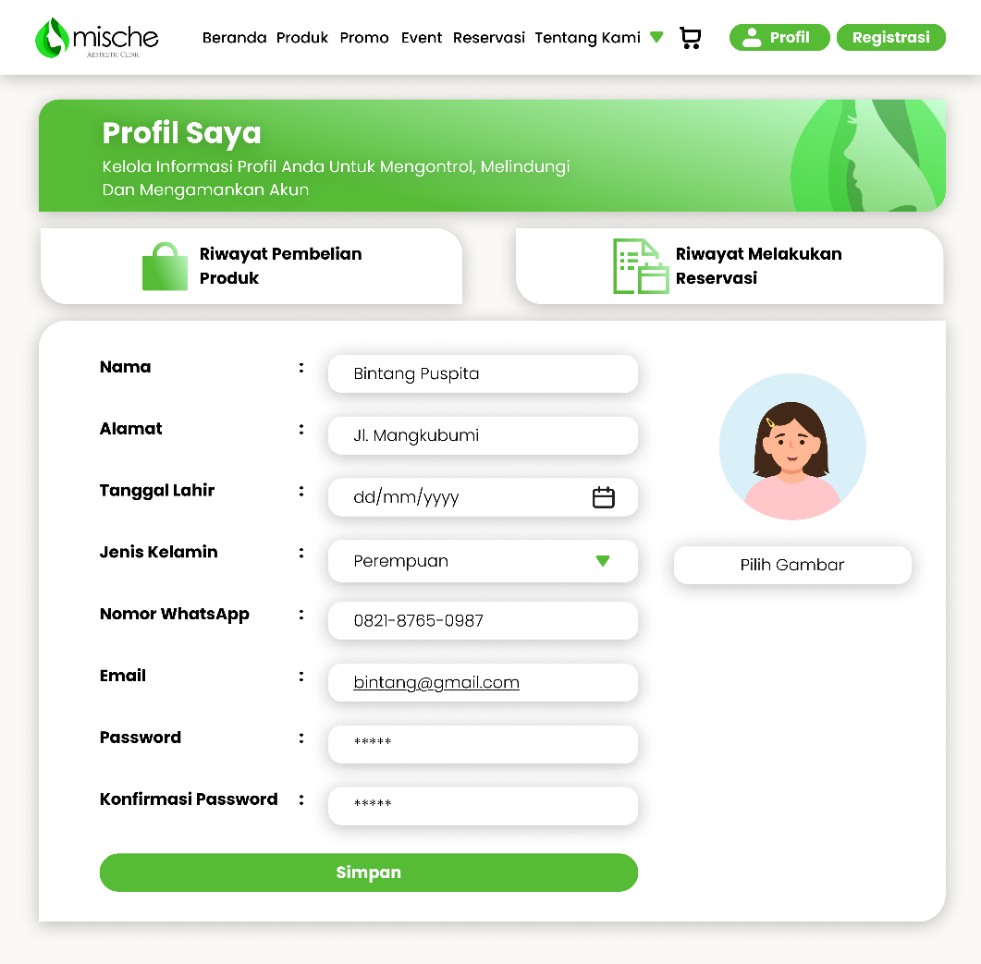 mische
AESTHETIC CLINIC
Beranda Produk Promo Event Reservasi Tentang Kami Profil Registrasi
Profil Saya
Kelola Informasi Profil Anda Untuk Mengontrol, Melindungi
Dan Mengamankan Akun
Riwayat Pembelian
Produk
Riwayat Melakukan
Reservasi
Nama : Bintang Puspita
Alamat : Jl. Mangkubumi
Tanggal Lahir : dd/mm/yyyy
Jenis Kelamin : Perempuan
Pilih Gambar
Nomor WhatsApp : 0821-8765-0987
Email : bintang@gmail.com
Password : *****
Konfirmasi Password : *****
Simpan